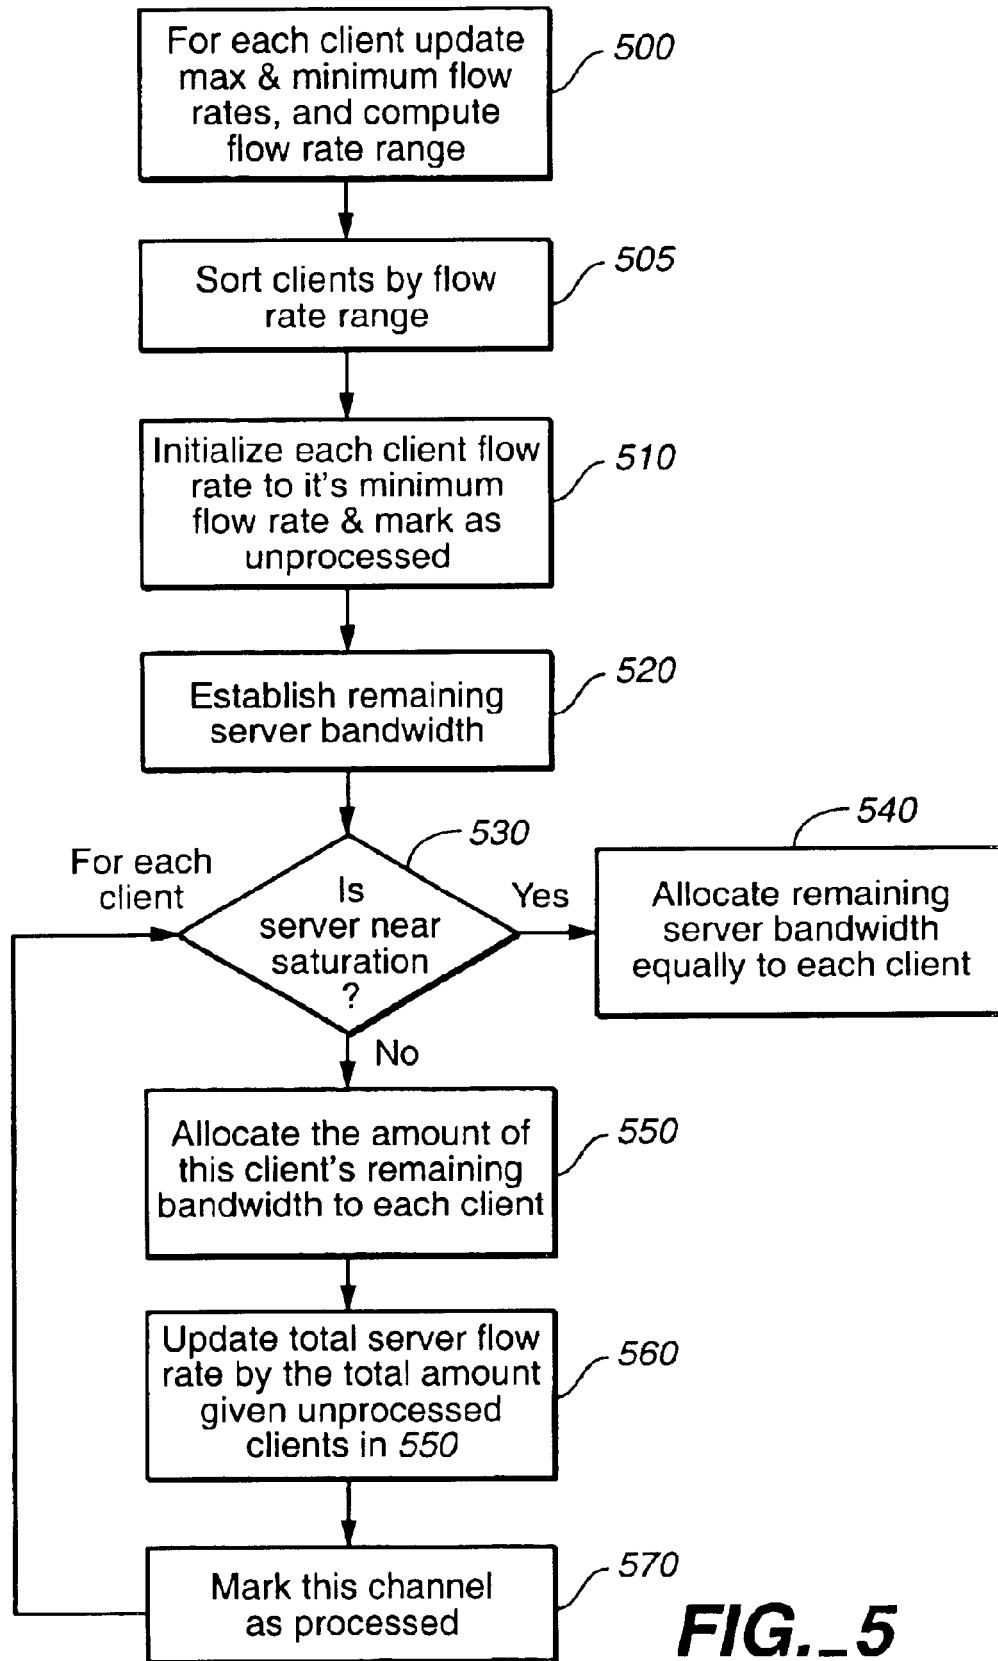 For each client update
max & minimum flow
rates, and compute
flow rate range
500
Sort clients by flow
rate range
505
Initialize each client flow
rate to it's minimum
flow rate & mark as
unprocessed
510
Establish remaining
server bandwidth
520
For each
client
530
Is
server near
saturation
?
Yes
540
Allocate remaining
server bandwidth
equally to each client
No
Allocate the amount of
this client's remaining
bandwidth to each client
550
Update total server flow
rate by the total amount
given unprocessed
clients in 550
560
Mark this channel
as processed
570
FIG._5